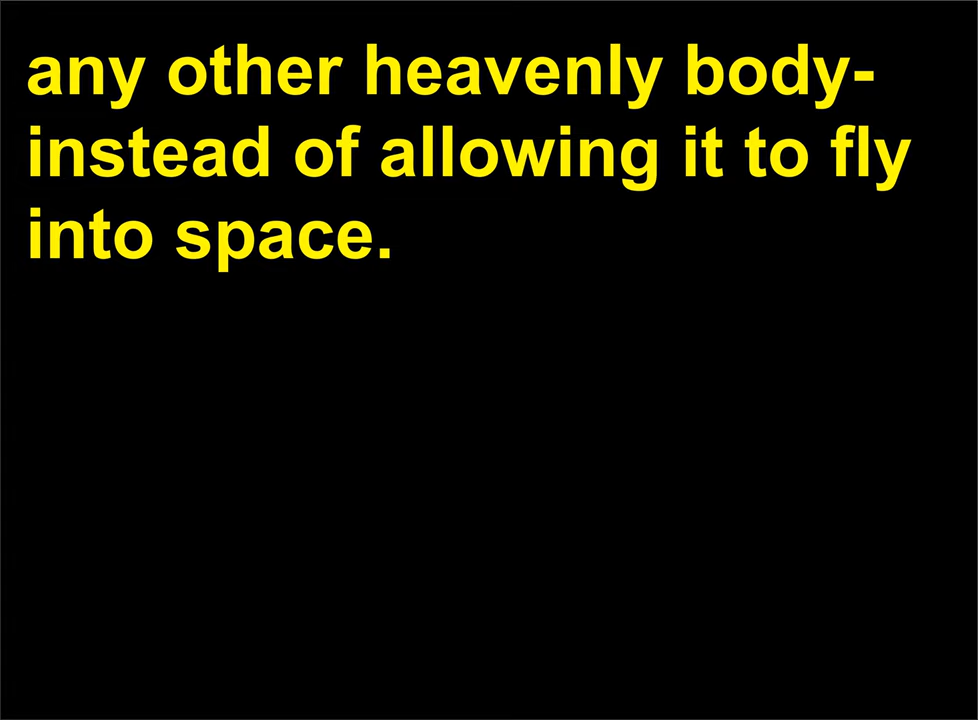 any other heavenly body-
instead of allowing it to fly
into space.